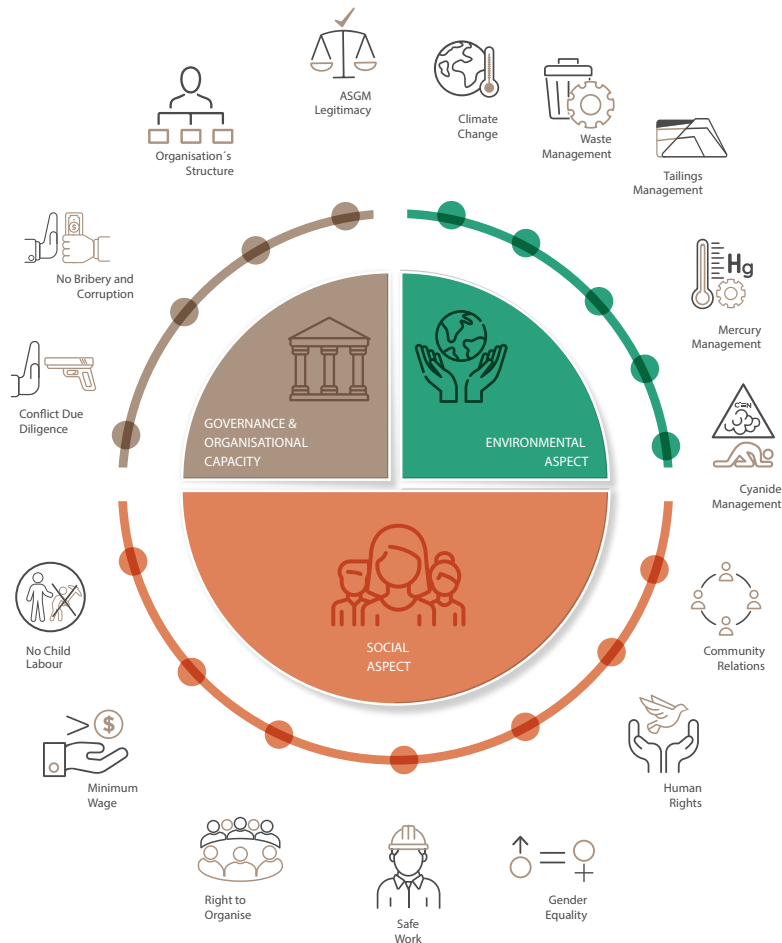 ASGM
Legitimacy
Climate
Change
Waste
Management
Tailings
Management
Organisation´s
Structure
No Bribery and
Corruption
Hg
Mercury
Management
Conflict Due
Diligence
GOVERNANCE &
ORGANISATIONAL
CAPACITY
ENVIRONMENTAL
ASPECT
C≡N
Cyanide
Management
SOCIAL
ASPECT
No Child
Labour
Community
Relations
$
Minimum
Wage
Human
Rights
Right to
Organise
Safe
Work
Gender
Equality